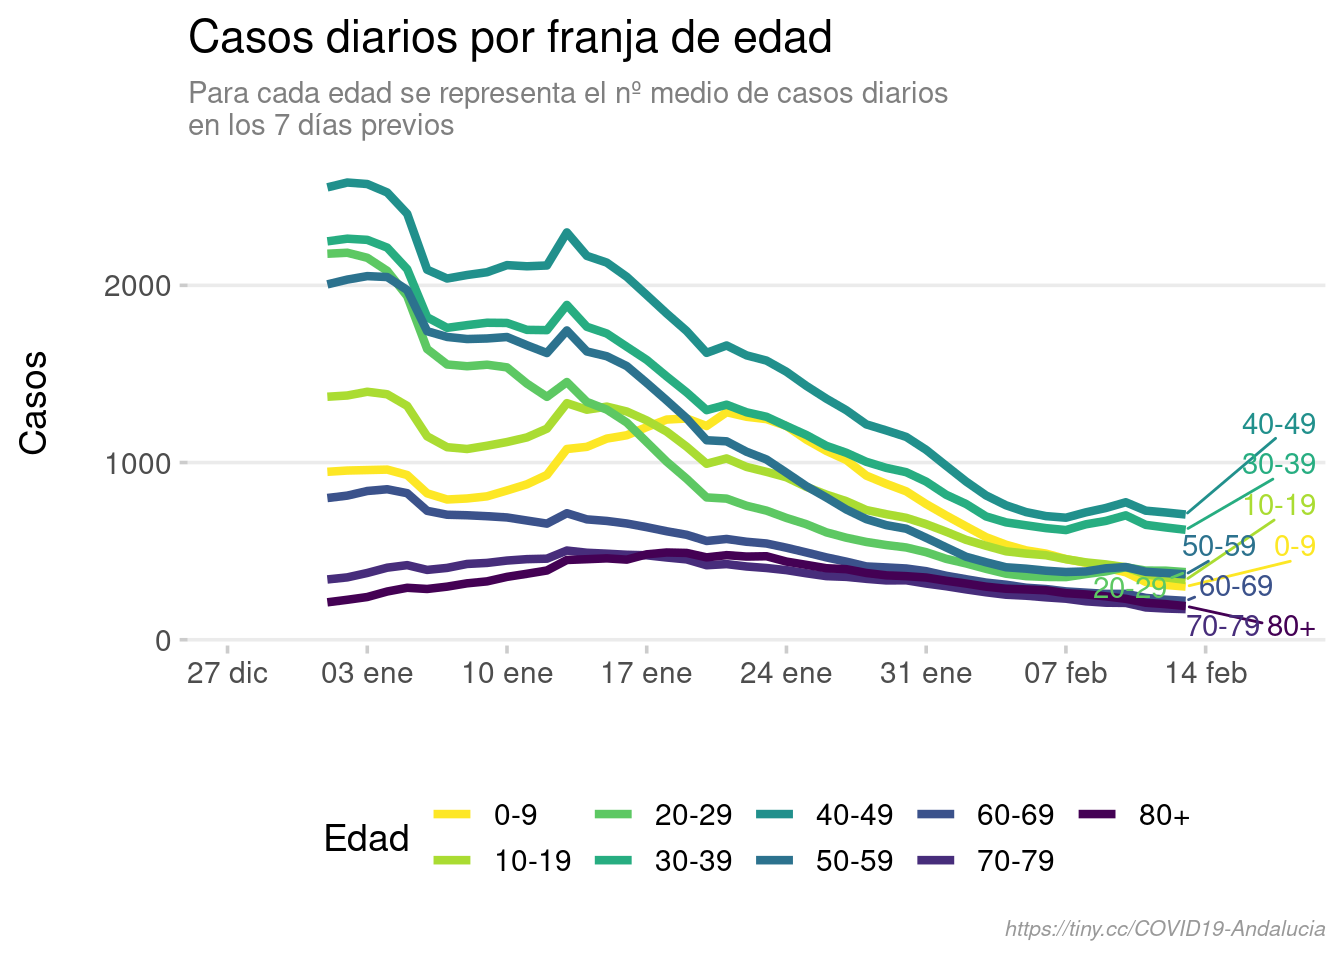 Casos diarios por franja de edad
Para cada edad se representa el nº medio de casos diarios
en los 7 días previos
Casos
2000
1000
0
40-49
30-39
10-19
50-59
0-9
20-29
60-69
70-79
80+
27 dic
03 ene
10 ene
17 ene
24 ene
31 ene
07 feb
14 feb
Edad
0-9
20-29
40-49
60-69
80+
10-19
30-39
50-59
70-79
https://tiny.cc/COVID19-Andalucia